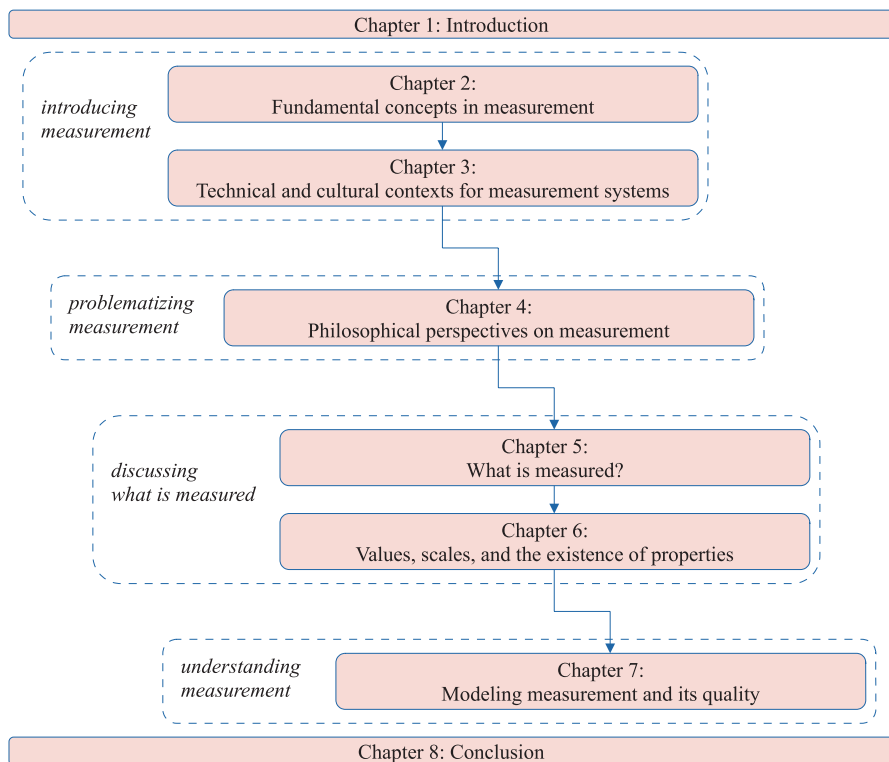 Chapter 1: Introduction
introducing
measurement
Chapter 2:
Fundamental concepts in measurement
Chapter 3:
Technical and cultural contexts for measurement systems
problematizing
measurement
Chapter 4:
Philosophical perspectives on measurement
discussing
what is measured
Chapter 5:
What is measured?
Chapter 6:
Values, scales, and the existence of properties
understanding
measurement
Chapter 7:
Modeling measurement and its quality
Chapter 8: Conclusion